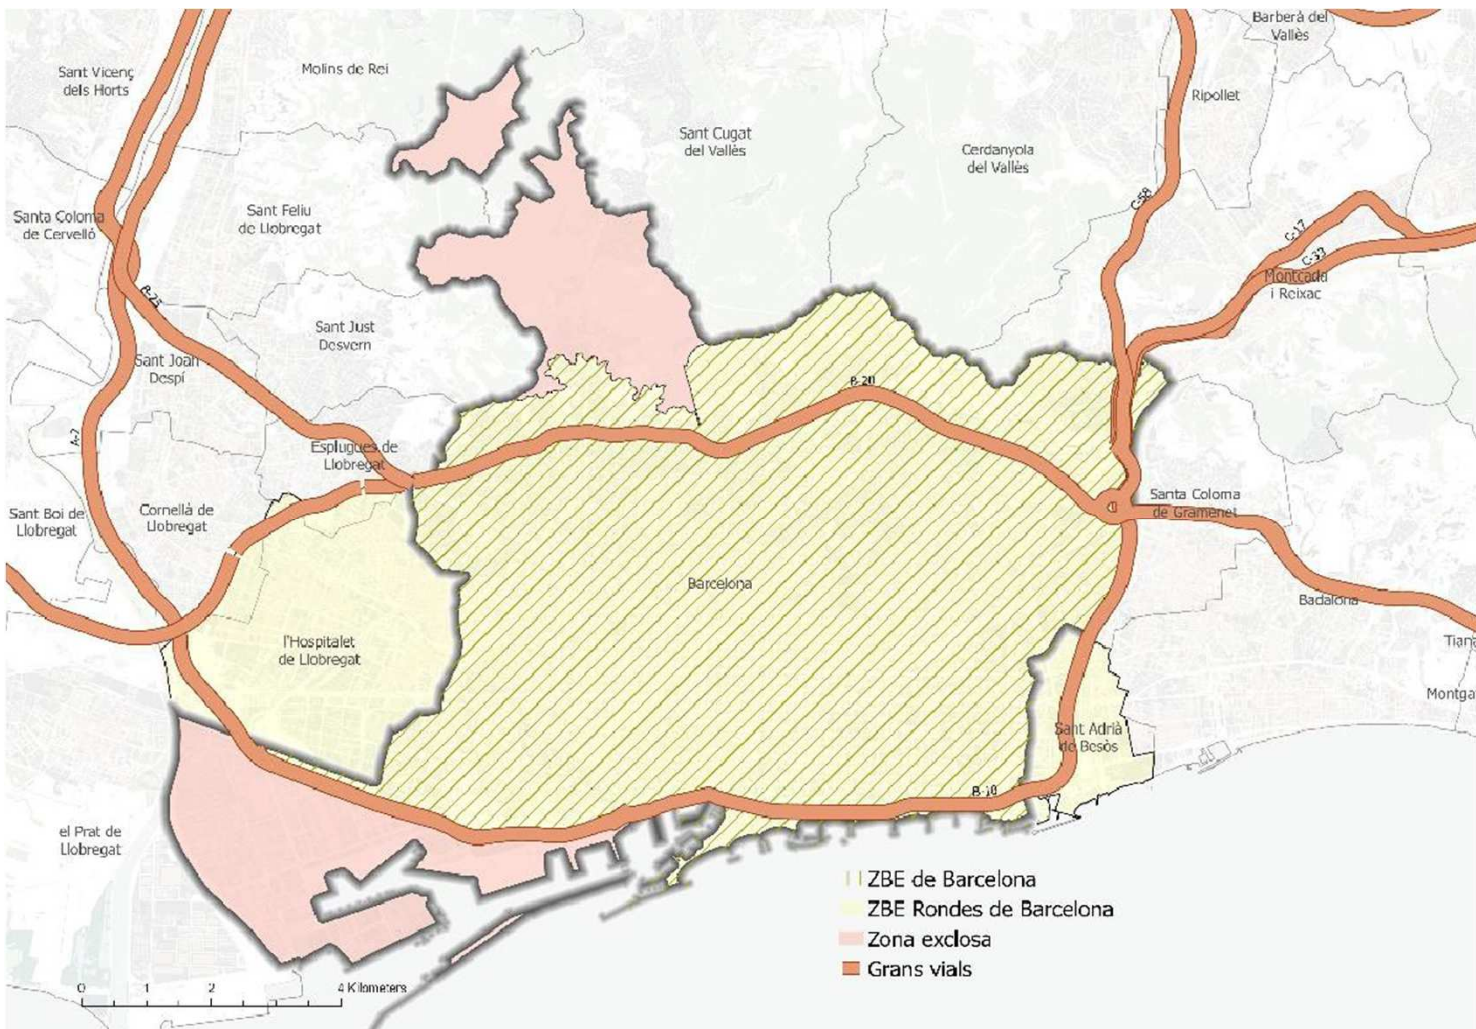 Barberà del
Vallès
Sant Vicenç
dels Horts
Molins de Rei
Ripollet
Sant Cugat
del Vallès
Cerdanyola
del Vallès
C-58
Santa Coloma
de Cervelló
Sant Feliu
de Llobregat
C-17
C-33
Montcada
i Reixac
B-23
Sant Just
Desvern
Sant Joan
Despí
B-20
A-2
Esplugues de
Llobregat
Sant Boi de
Llobregat
Cornellà de
Llobregat
Santa Coloma
de Gramenet
Barcelona
Badalona
l'Hospitalet
de Llobregat
Tiana
Montga
Sant Adrià
de Besòs
B-10
el Prat de
Llobregat
ZBE de Barcelona
ZBE Rondes de Barcelona
Zona exclosa
Grans vials
0 1 2 4 Kilometers